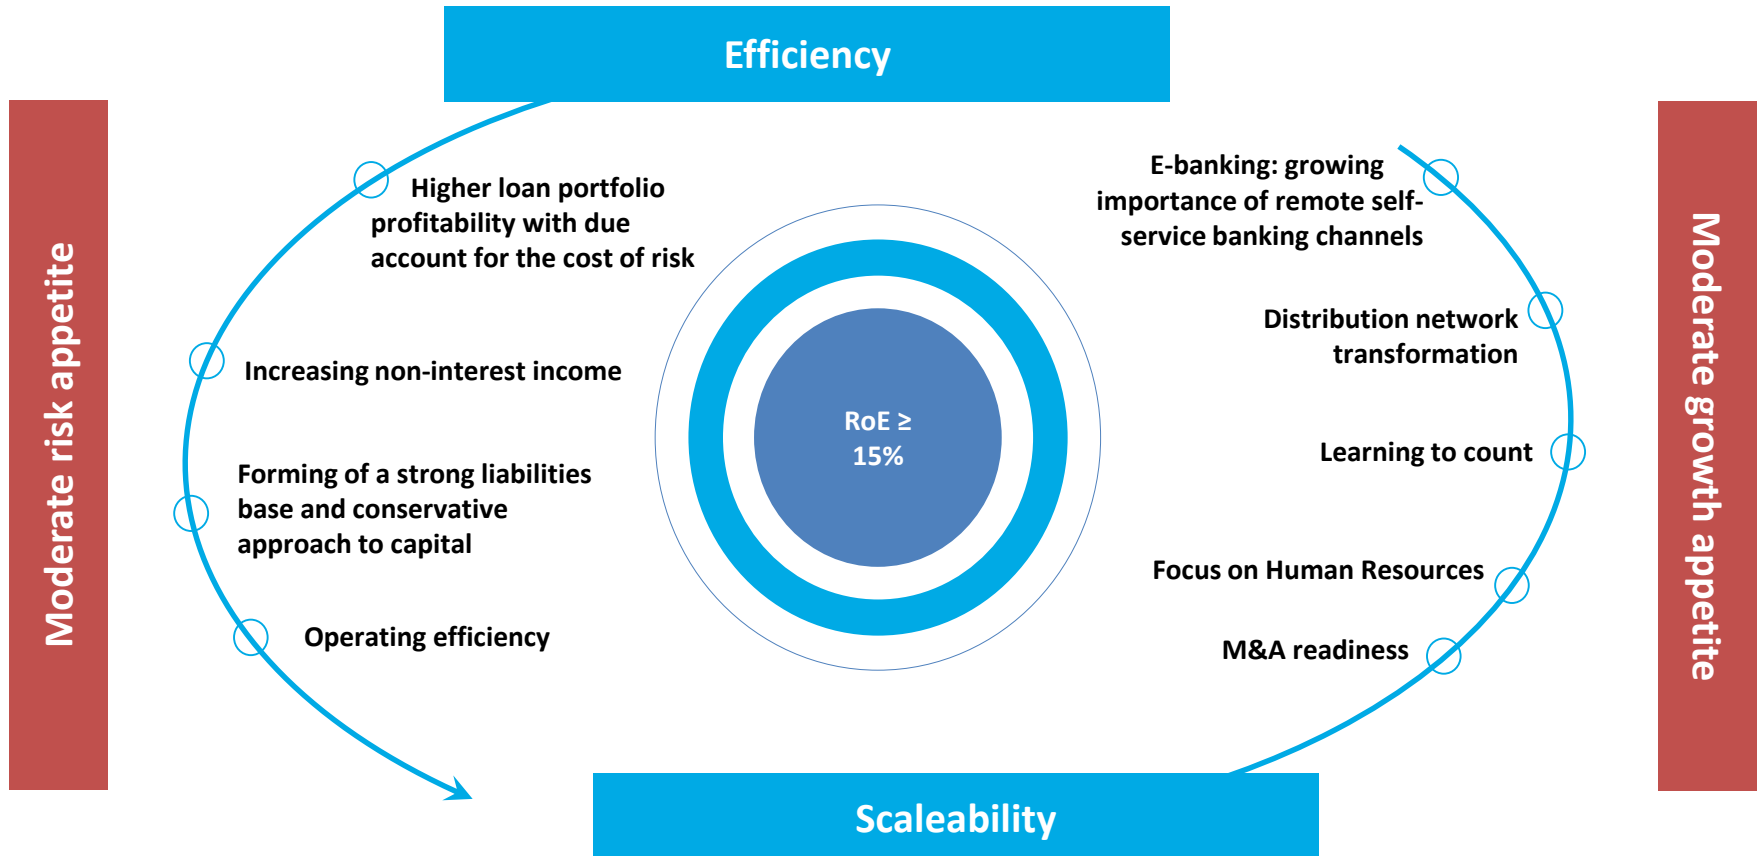 Efficiency
Moderate risk appetite
Higher loan portfolio
profitability with due
account for the cost of risk
Increasing non-interest income
Forming of a strong liabilities
base and conservative
approach to capital
Operating efficiency
RoE ≥
15%
E-banking: growing
importance of remote self-
service banking channels
Distribution network
transformation
Learning to count
Focus on Human Resources
M&A readiness
Moderate growth appetite
Scaleability